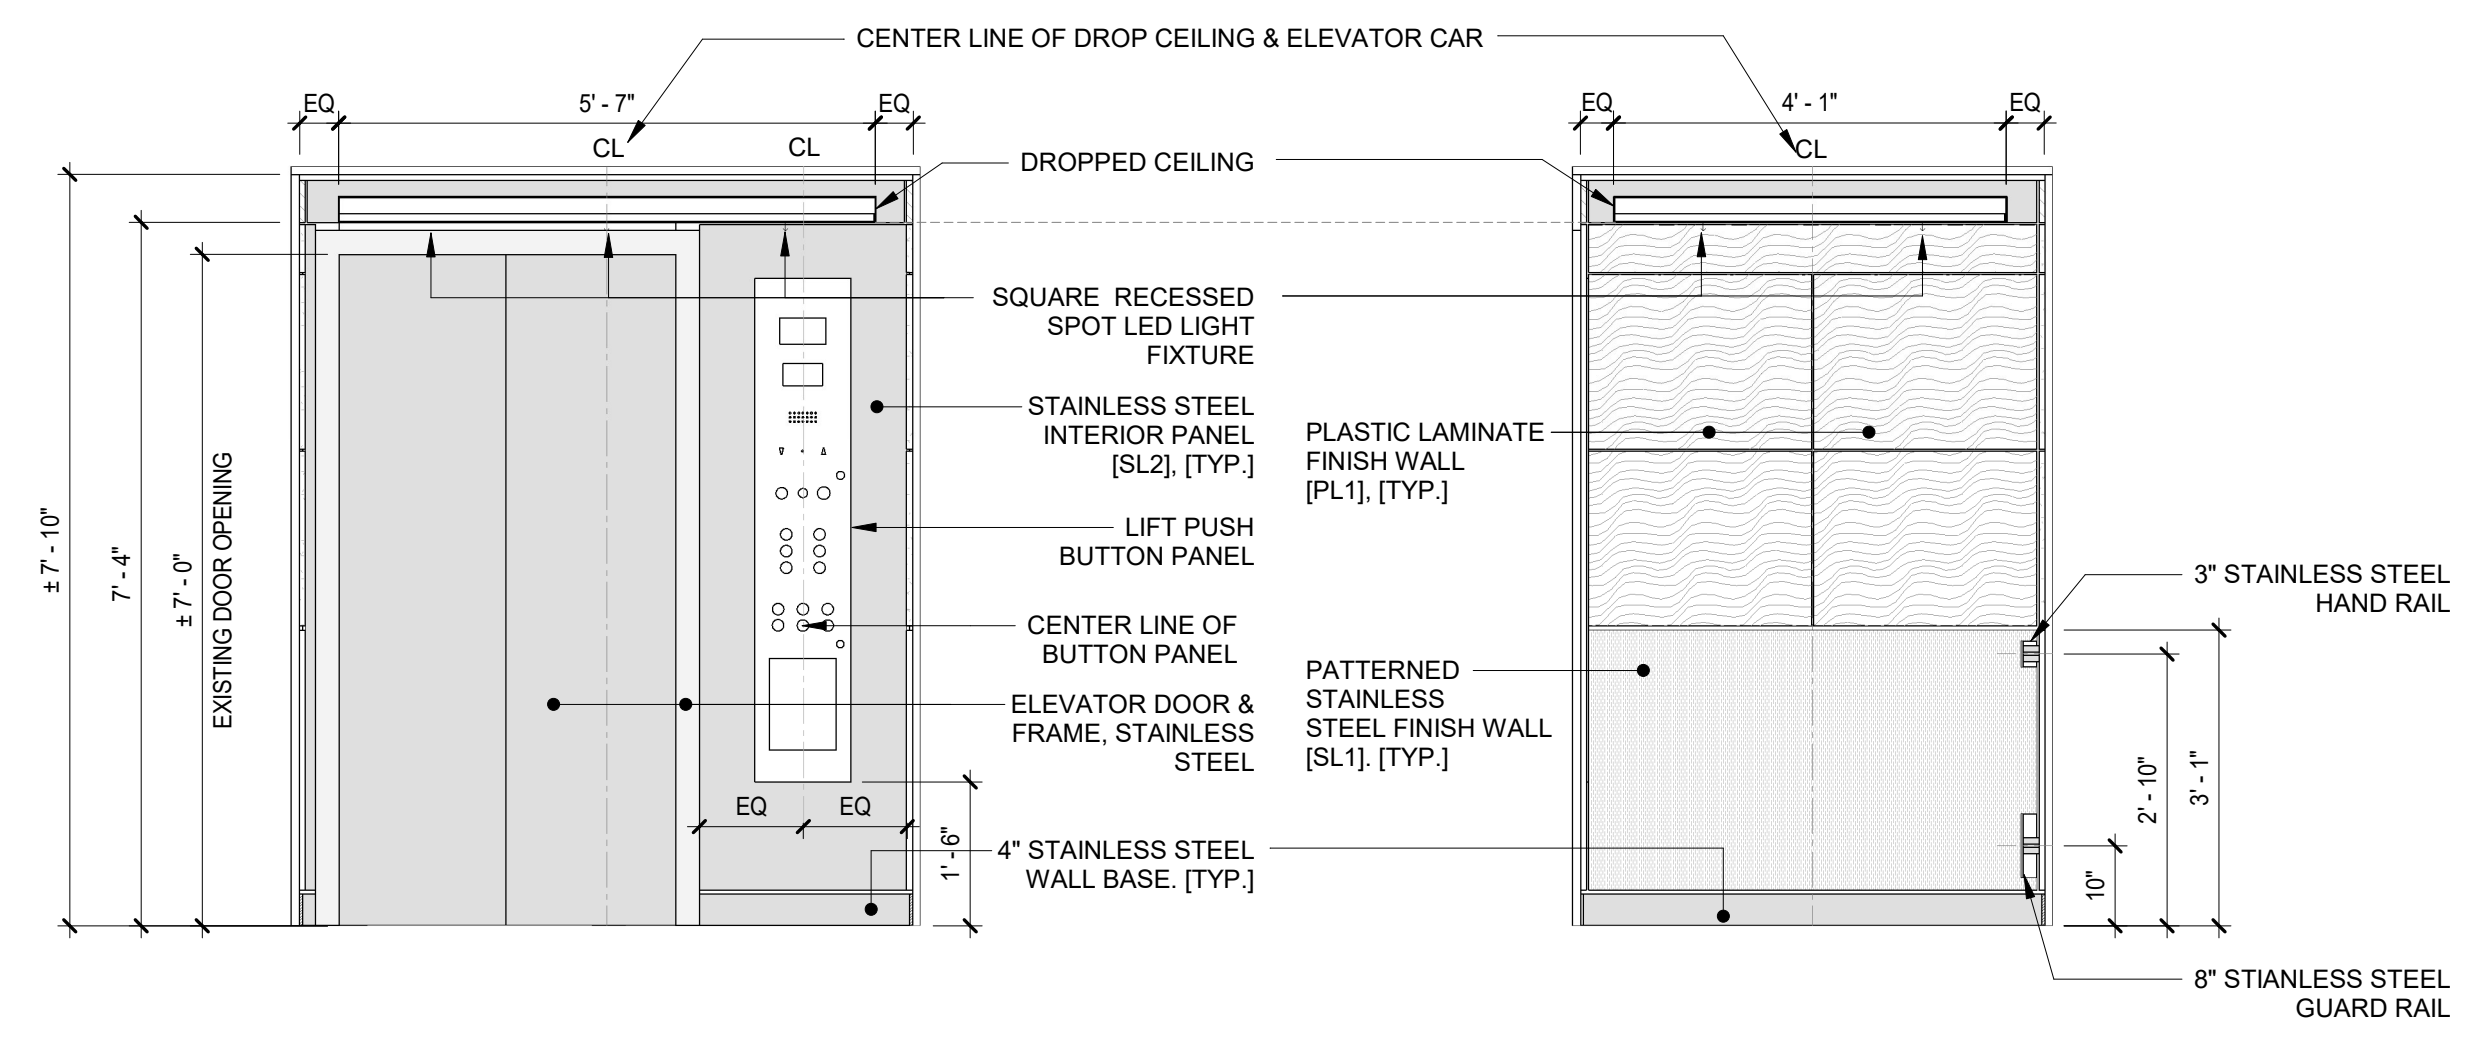 CENTER LINE OF DROP CEILING & ELEVATOR CAR
EQ
5' - 7"
EQ
EQ
4' - 1"
EQ
CL
CL
CL
DROPPED CEILING
SQUARE RECESSED
SPOT LED LIGHT
FIXTURE
STAINLESS STEEL
INTERIOR PANEL
[SL2], [TYP.]
PLASTIC LAMINATE
FINISH WALL
[PL1], [TYP.]
LIFT PUSH
BUTTON PANEL
± 7' - 10"
7' - 4"
± 7' - 0"
EXISTING DOOR OPENING
3" STAINLESS STEEL
HAND RAIL
CENTER LINE OF
BUTTON PANEL
PATTERNED
STAINLESS
STEEL FINISH WALL
[SL1]. [TYP.]
ELEVATOR DOOR &
FRAME, STAINLESS
STEEL
EQ
EQ
1' - 6"
4" STAINLESS STEEL
WALL BASE. [TYP.]
10"
2' - 10"
3' - 1"
8" STIANLESS STEEL
GUARD RAIL